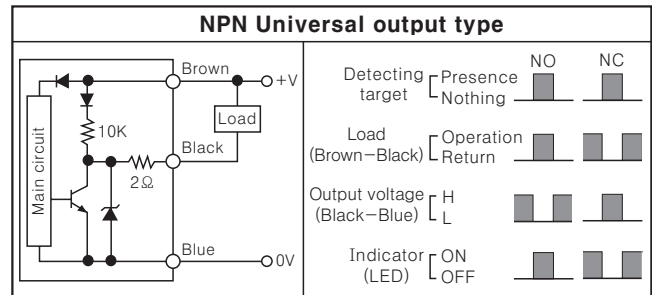 NPN Universal output type
Brown
+V
Load
10K
Black
2Ω
Main circuit
Blue
0V
NO NC
Detecting target Presence
Nothing
Load (Brown-Black) Operation
Return
Output voltage (Black-Blue) H
L
Indicator (LED) ON
OFF